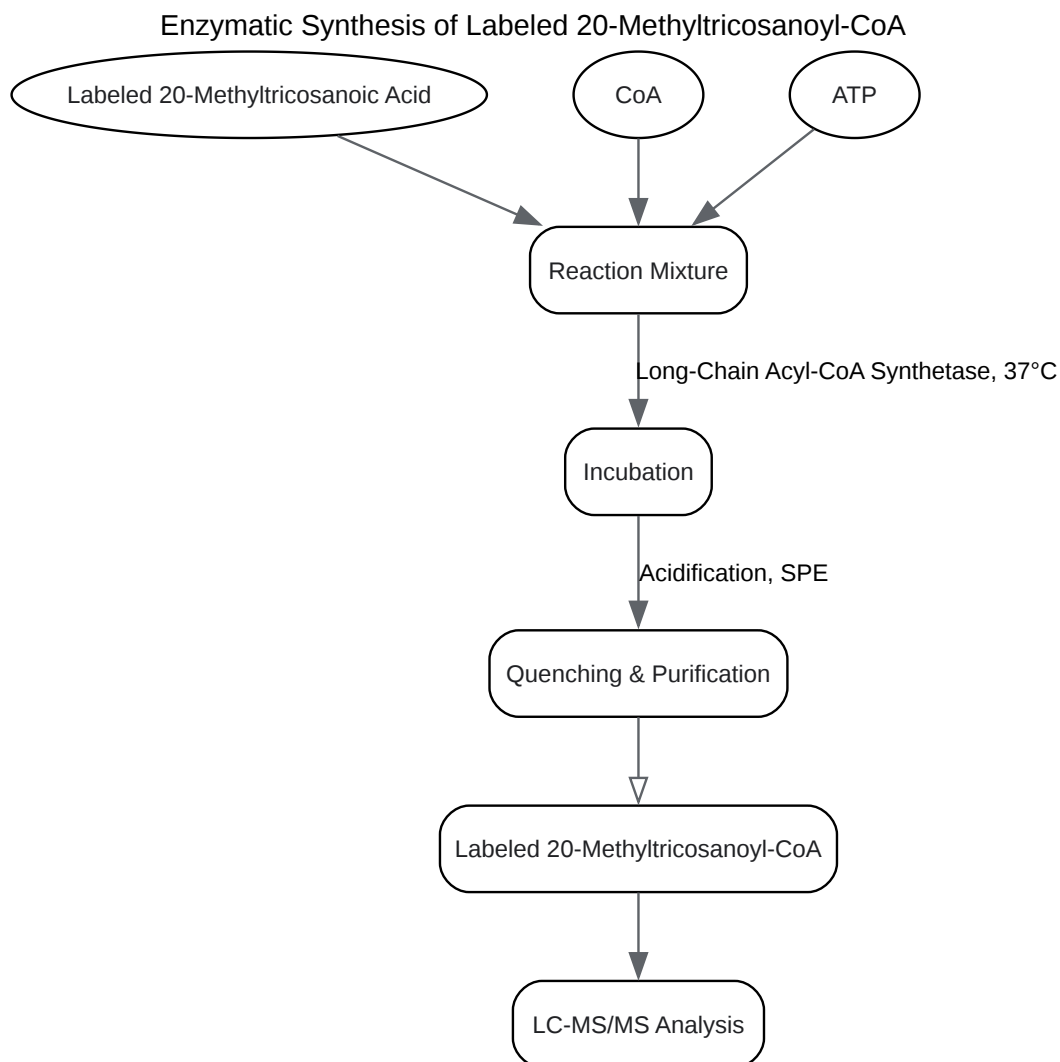 Enzymatic Synthesis of Labeled 20-Methyltricosanoyl-CoA
Labeled 20-Methyltricosanoic Acid
CoA
ATP
Reaction Mixture
Long-Chain Acyl-CoA Synthetase, 37°C
Incubation
Acidification, SPE
Quenching & Purification
Labeled 20-Methyltricosanoyl-CoA
LC-MS/MS Analysis